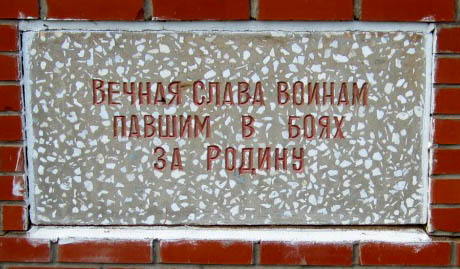 ВЕЧНАЯ СЛАВА ВОИНАМ
ПАВШИМ В БОЯХ
ЗА РОДИНУ